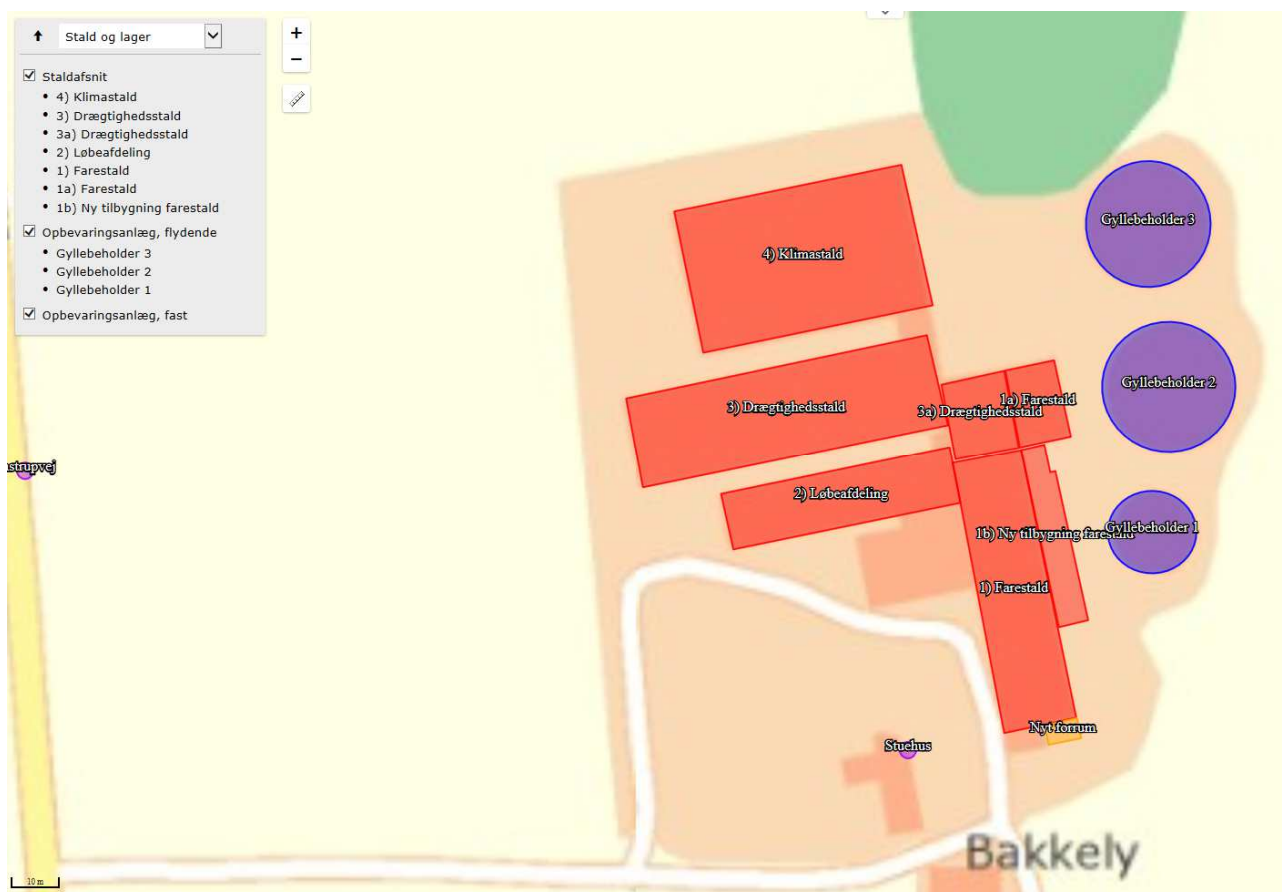 Stald og lager
Staldafsnit
4) Klimastald
3) Drægtighedsstald
3a) Drægtighedsstald
2) Løbeafdeling
1) Farestald
1a) Farestald
1b) Ny tilbygning farestald
Opbevaringsanlæg, flydende
Gyllebeholder 3
Gyllebeholder 2
Gyllebeholder 1
Opbevaringsanlæg, fast
+
−
Gyllebeholder 3
4) Klimastald
Gyllebeholder 2
1a) Farestald
3) Drægtighedsstald
3a) Drægtighedsstald
strupvej
2) Løbeafdeling
Gyllebeholder 1
1b) Ny tilbygning farestald
1) Farestald
Nyt forrum
Stuehus
Bakkely
10 m